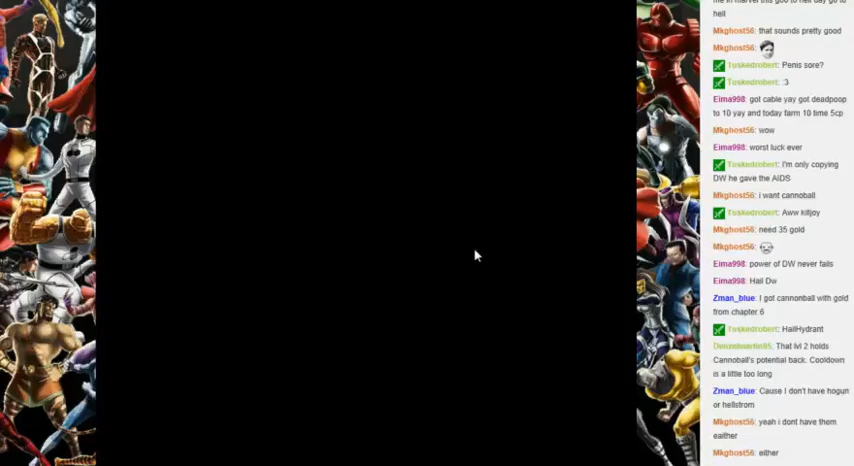 me in marvel this goo to hell day go to
hell
Mkghost56: that sounds pretty good
Mkghost56:
Tuskedrobert: Penis sore?
Tuskedrobert: :3
Eima998: got cable yay got deadpoop
to 10 yay and today farm 10 time 5cp
Mkghost56: wow
Eima998: worst luck ever
Tuskedrobert: I'm only copying
DW he gave the AIDS
Mkghost56: i want cannoball
Tuskedrobert: Aww killjoy
Mkghost56: need 35 gold
Mkghost56:
Eima998: power of DW never fails
Eima998: Hail Dw
Zman_blue: I got cannonball with gold
from chapter 6
Tuskedrobert: HailHydrant
That lvl 2 holds
Cannoball's potential back. Cooldown
is a little too long
Zman_blue: Cause I don't have hogun
or hellstrom
Mkghost56: yeah i dont have them
eaither
Mkghost56: either